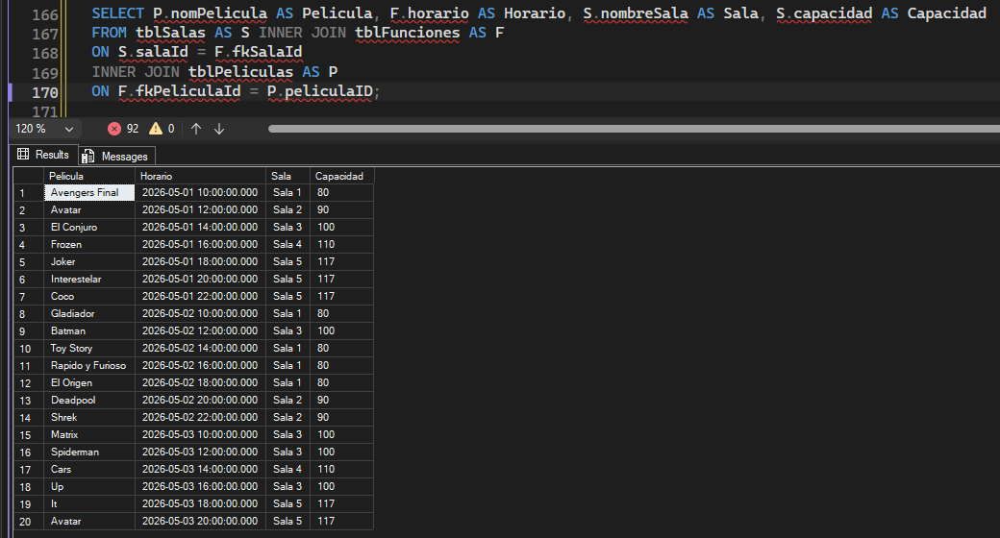 166 SELECT P.nomPelicula AS Pelicula, F.horario AS Horario, S.nombreSala AS Sala, S.capacidad AS Capacidad
167 FROM tblSalas AS S INNER JOIN tblFunciones AS F
168 ON S.salaId = F.fkSalaId
169 INNER JOIN tblPeliculas AS P
170 ON F.fkPeliculaId = P.peliculaID;
171
120 % 92 0
Results Messages
Pelicula Horario Sala Capacidad
1 Avengers Final 2026-05-01 10:00:00.000 Sala 1 80
2 Avatar 2026-05-01 12:00:00.000 Sala 2 90
3 El Conjuro 2026-05-01 14:00:00.000 Sala 3 100
4 Frozen 2026-05-01 16:00:00.000 Sala 4 110
5 Joker 2026-05-01 18:00:00.000 Sala 5 117
6 Interestelar 2026-05-01 20:00:00.000 Sala 5 117
7 Coco 2026-05-01 22:00:00.000 Sala 5 117
8 Gladiador 2026-05-02 10:00:00.000 Sala 1 80
9 Batman 2026-05-02 12:00:00.000 Sala 3 100
10 Toy Story 2026-05-02 14:00:00.000 Sala 1 80
11 Rapido y Furioso 2026-05-02 16:00:00.000 Sala 1 80
12 El Origen 2026-05-02 18:00:00.000 Sala 1 80
13 Deadpool 2026-05-02 20:00:00.000 Sala 2 90
14 Shrek 2026-05-02 22:00:00.000 Sala 2 90
15 Matrix 2026-05-03 10:00:00.000 Sala 3 100
16 Spiderman 2026-05-03 12:00:00.000 Sala 3 100
17 Cars 2026-05-03 14:00:00.000 Sala 4 110
18 Up 2026-05-03 16:00:00.000 Sala 3 100
19 It 2026-05-03 18:00:00.000 Sala 5 117
20 Avatar 2026-05-03 20:00:00.000 Sala 5 117